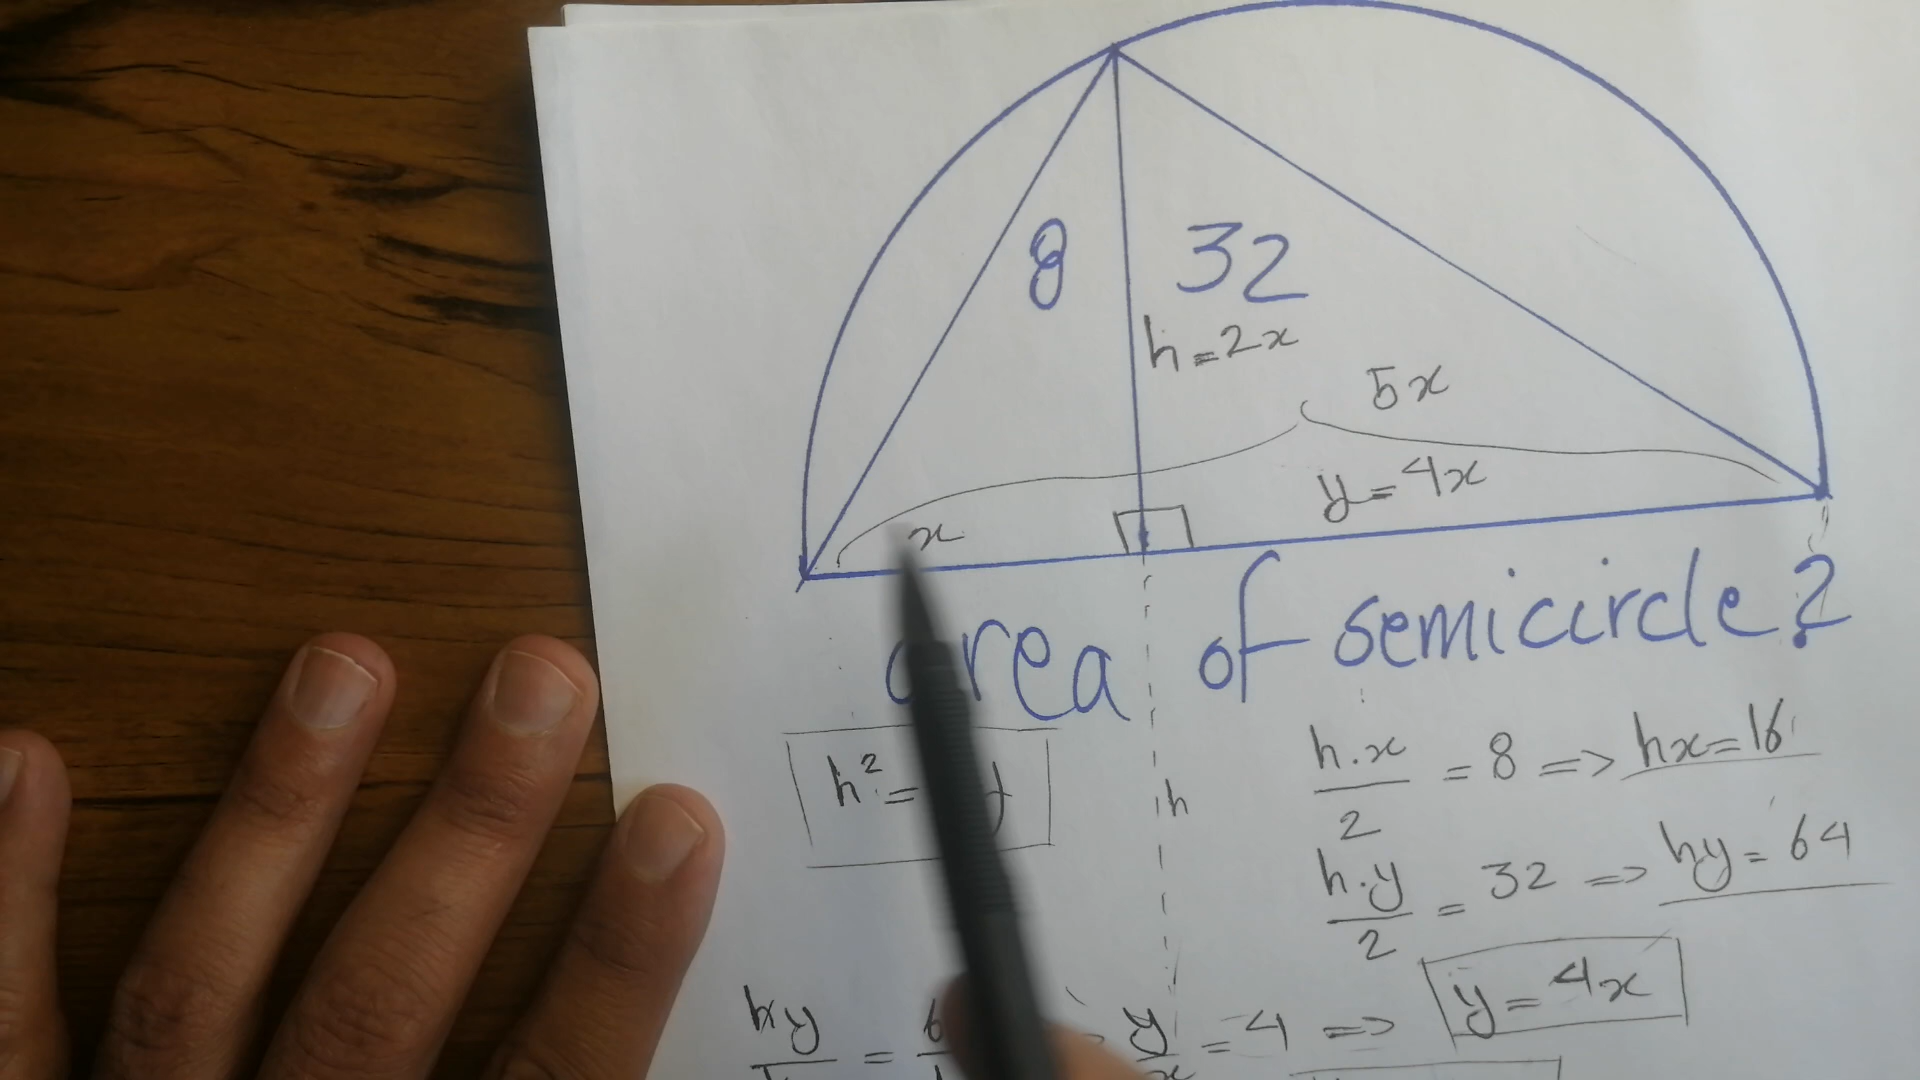 8
32
h=2x
5x
y=4x
x
area of semicircle?
h.x/2 = 8 => hx=16
h² =
h
h.y/2 = 32 => hy=64
y=4x
hy = = 4 =>